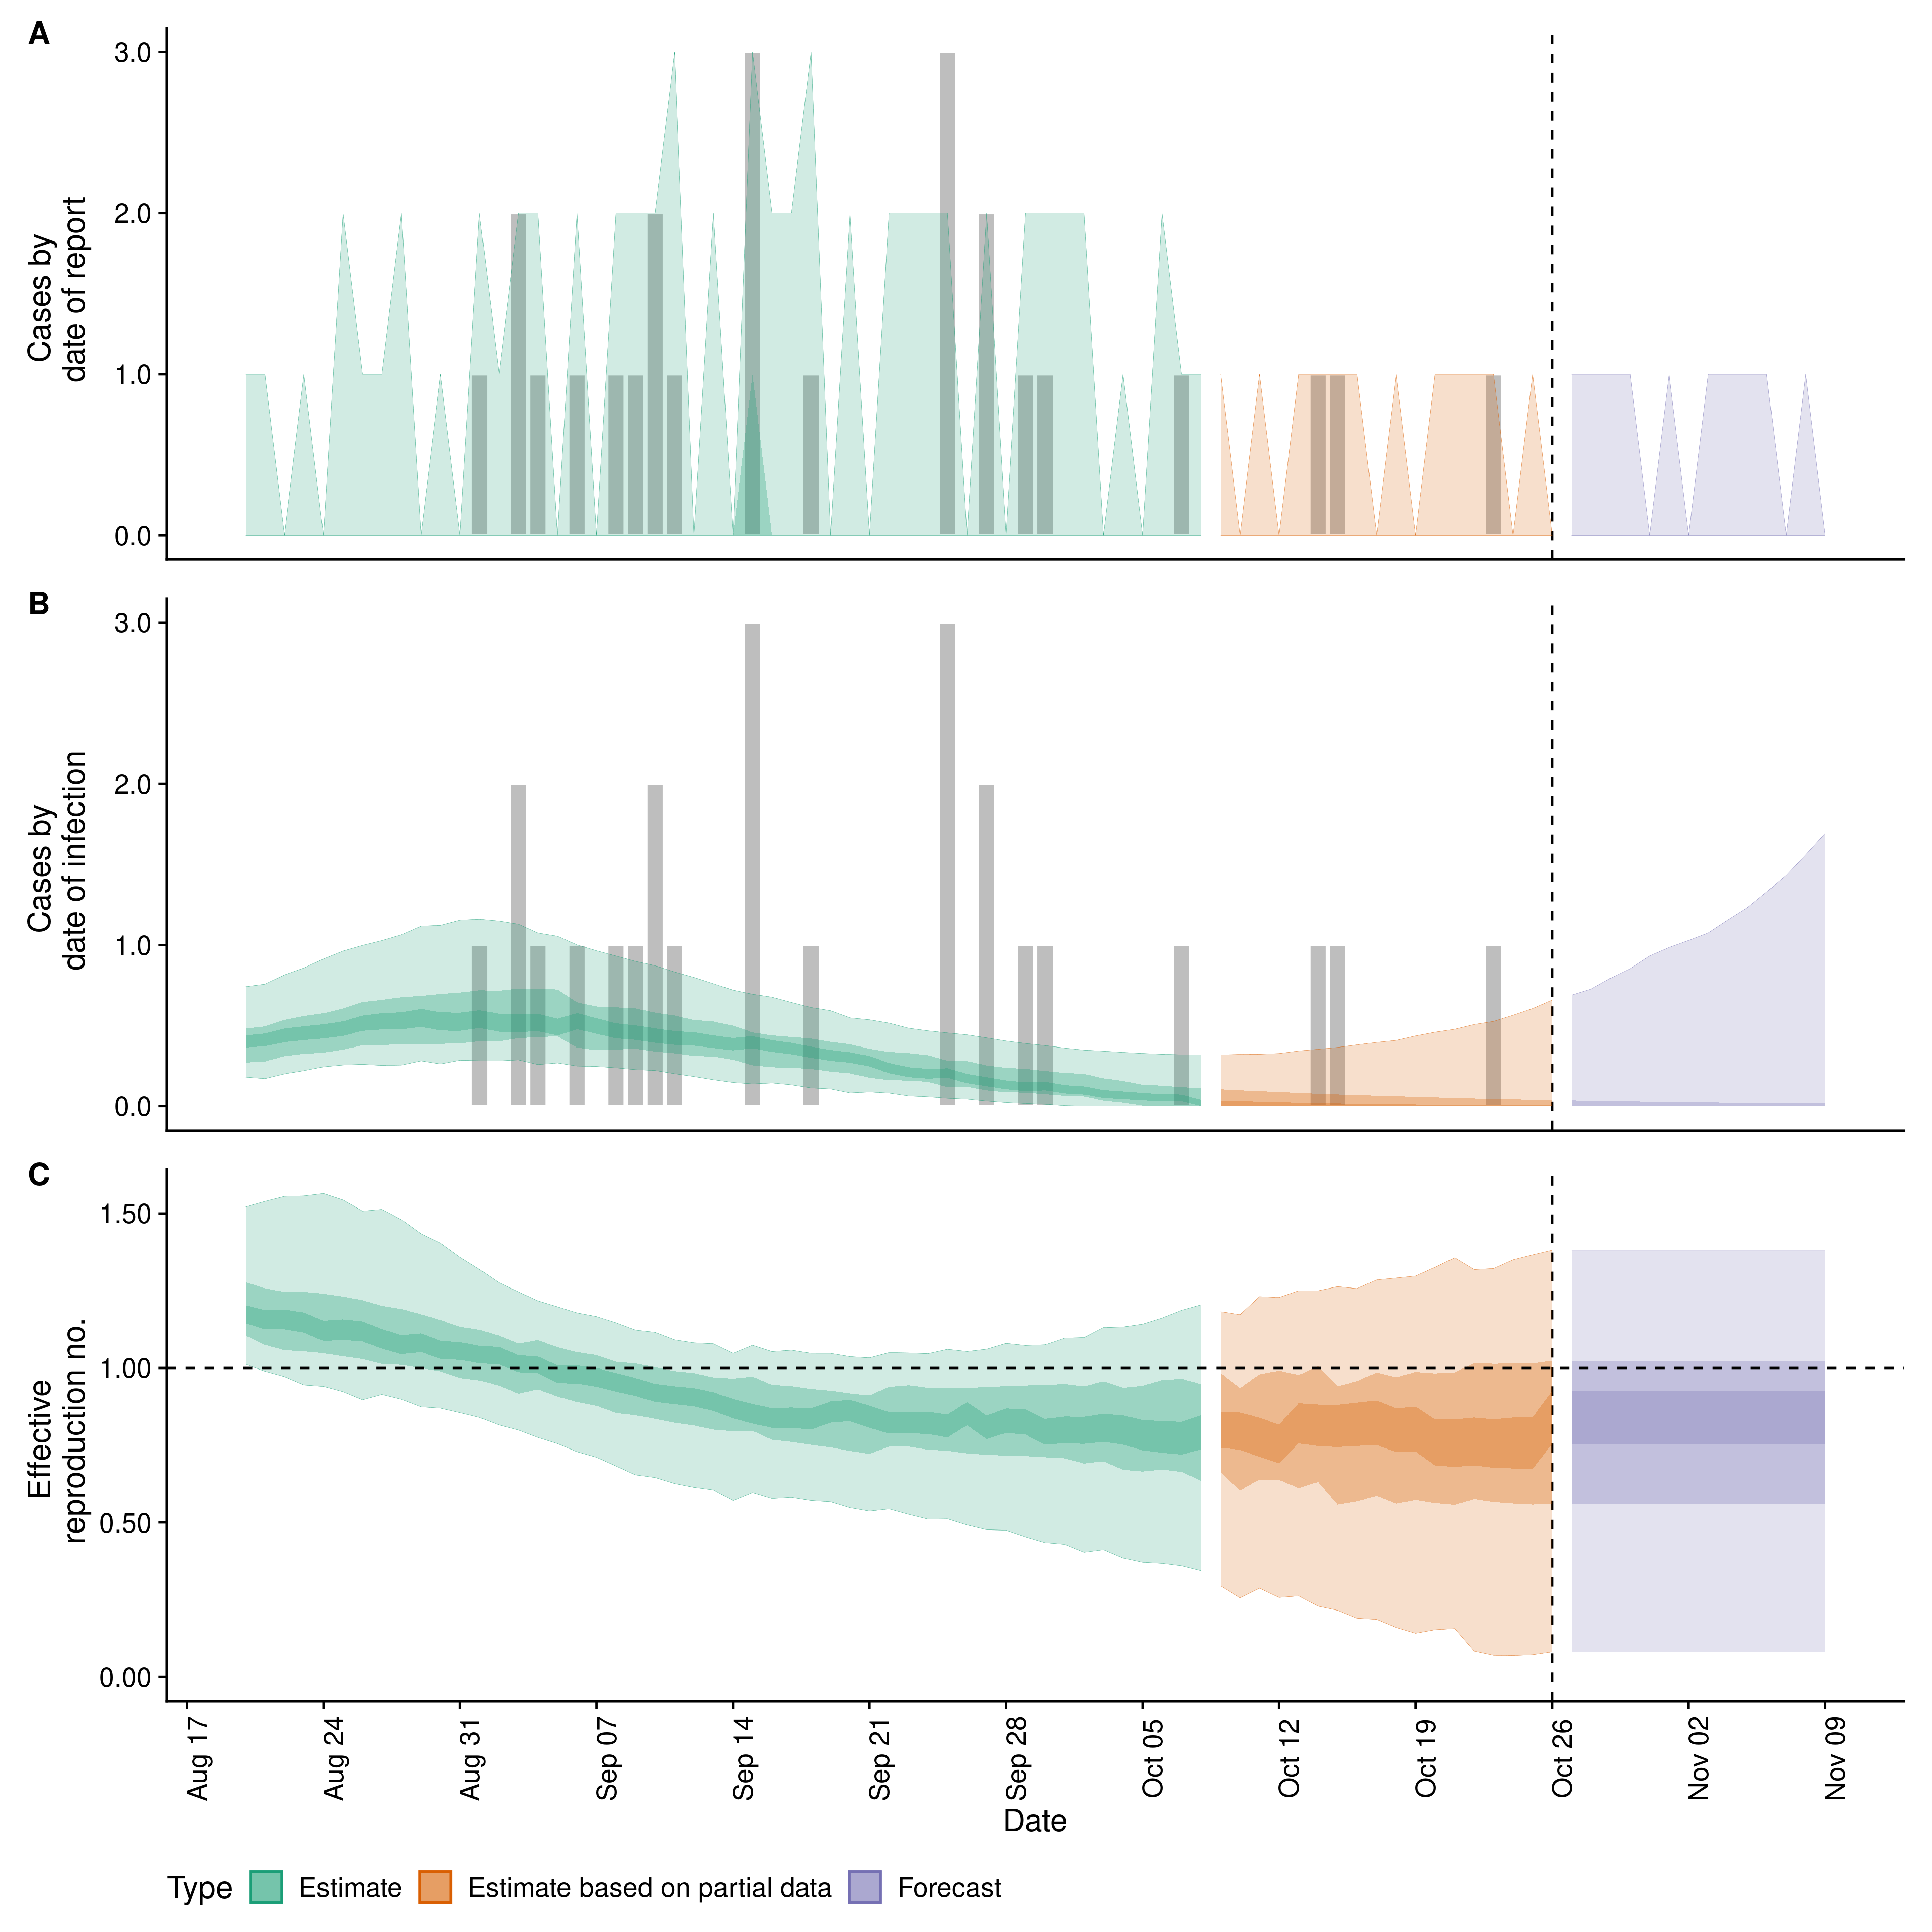 A
3.0
2.0
1.0
0.0
Cases by
date of report
B
3.0
2.0
1.0
0.0
Cases by
date of infection
C
1.50
1.00
0.50
0.00
Effective
reproduction no.
Aug 17
Aug 24
Aug 31
Sep 07
Sep 14
Sep 21
Sep 28
Oct 05
Oct 12
Oct 19
Oct 26
Nov 02
Nov 09
Date
Type Estimate Estimate based on partial data Forecast